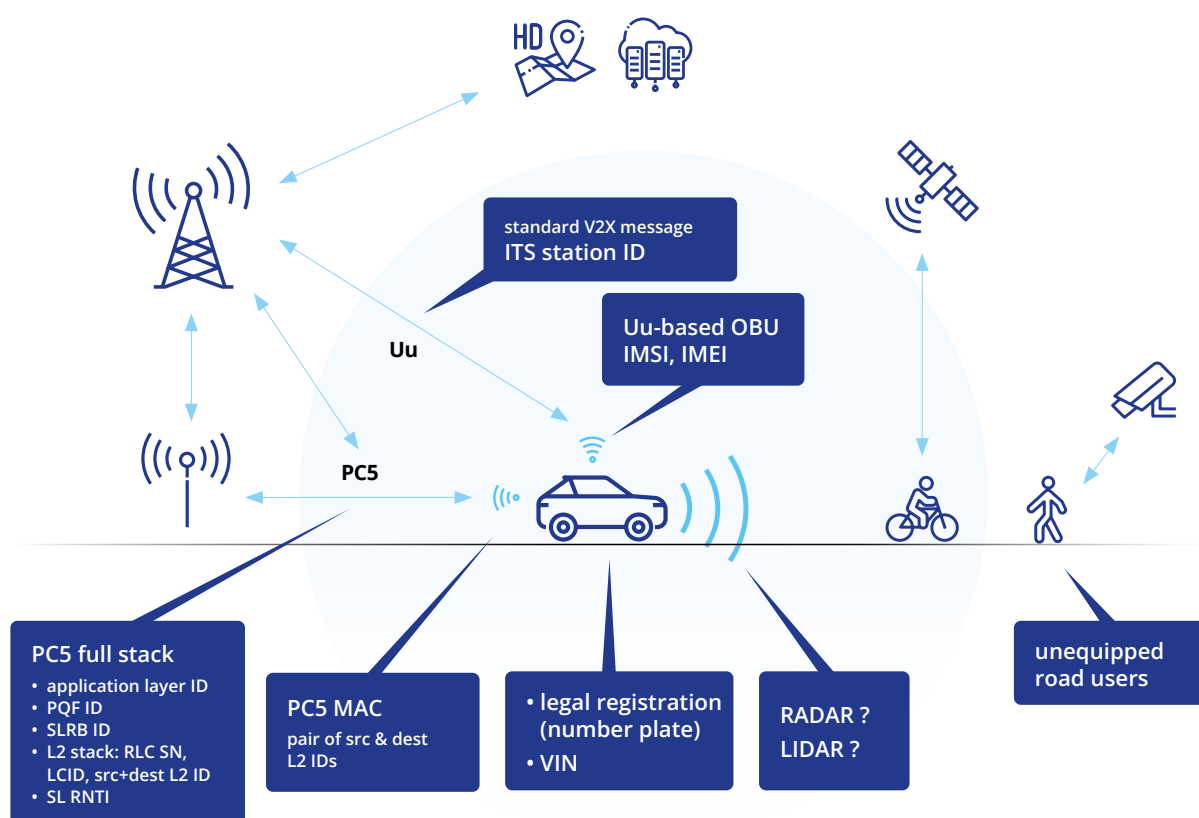 HD
standard V2X message
ITS station ID
Uu-based OBU
IMSI, IMEI
Uu
PC5
PC5 full stack
• application layer ID
• PQF ID
• SLRB ID
• L2 stack: RLC SN,
LCID, src+dest L2 ID
• SL RNTI
PC5 MAC
pair of src & dest
L2 IDs
• legal registration
(number plate)
• VIN
RADAR ?
LIDAR ?
unequipped
road users